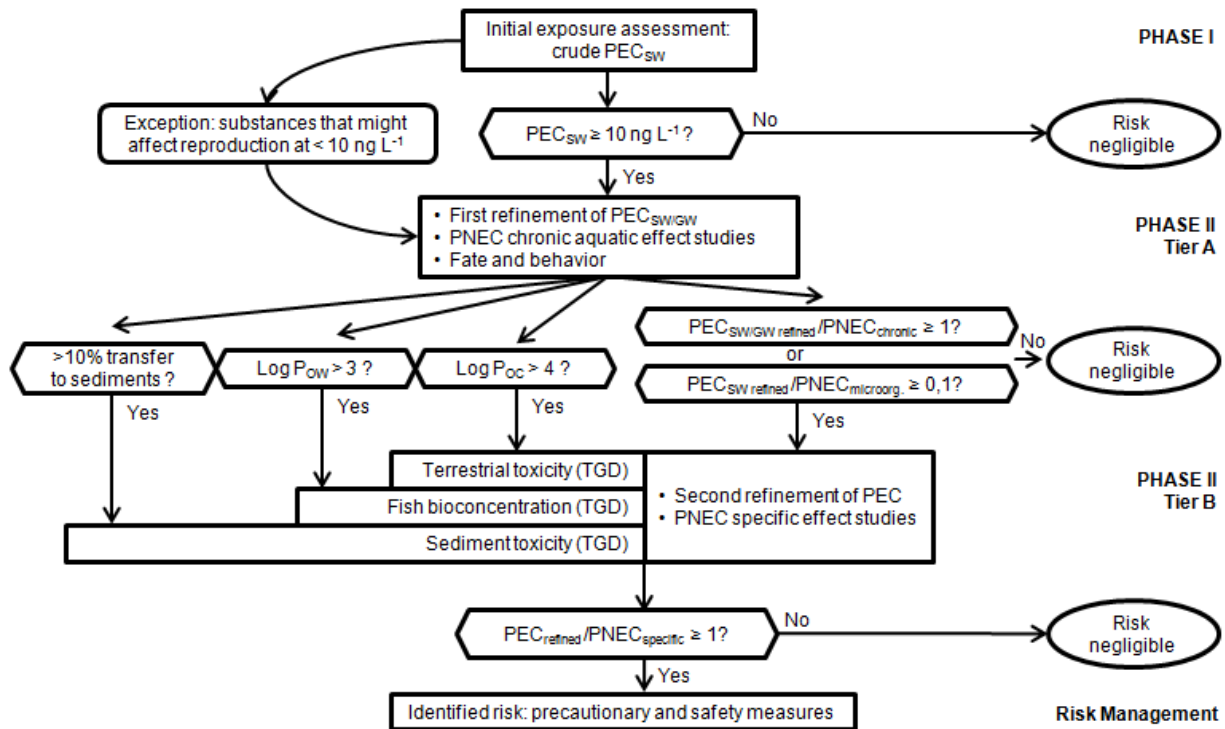 Initial exposure assessment:
crude PECSW
PHASE I
Exception: substances that might
affect reproduction at < 10 ng L⁻¹
PECSW ≥ 10 ng L⁻¹ ?
No
Risk
negligible
Yes
• First refinement of PECSW/GW
• PNEC chronic aquatic effect studies
• Fate and behavior
PHASE II
Tier A
>10% transfer
to sediments ?
Log POW > 3 ?
Log POC > 4 ?
PECSW/GW refined/PNECchronic ≥ 1?
or
PECSW refined/PNECmicroorg. ≥ 0,1?
No
Risk
negligible
Yes
Yes
Yes
Yes
Terrestrial toxicity (TGD)
Fish bioconcentration (TGD)
Sediment toxicity (TGD)
• Second refinement of PEC
• PNEC specific effect studies
PHASE II
Tier B
PECrefined/PNECspecific ≥ 1?
No
Risk
negligible
Yes
Identified risk: precautionary and safety measures
Risk Management